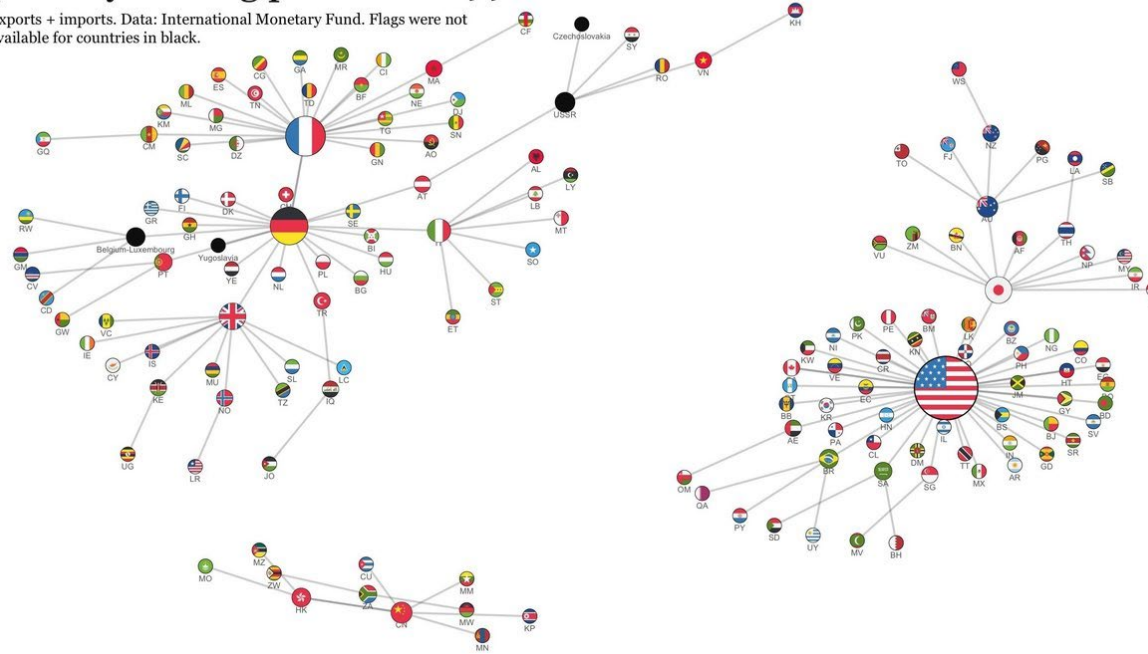 xports + imports. Data: International Monetary Fund. Flags were not
vailable for countries in black.
CF
KH
Czechoslovakia
SY
RO
VN
USSR
CG
GA
MR
CI
MA
ES
TN
TD
BF
NE
DJ
ML
KM
MG
TG
SN
GQ
CM
SC
DZ
GN
AO
WS
NZ
TO
FJ
PG
LA
SB
AU
AL
LY
AT
LB
MT
FI
DK
CH
GR
SE
RW
GH
BI
IT
SO
Belgium-Luxembourg
Yugoslavia
GM
PT
YE
NL
PL
HU
BG
CV
CD
GW
TR
ST
ET
VU
ZM
BN
AF
TH
NP
MY
IR
VC
IE
IS
CY
MU
SL
LC
KE
NO
TZ
IQ
UG
LR
JO
PK
PE
BM
LK
BZ
NG
NI
KN
KW
CR
PH
CO
VE
HT
EG
EC
JM
GY
BD
BB
KR
HN
BS
SV
AE
PA
IL
BJ
CL
DM
TT
IN
SR
BR
SA
SG
MX
AR
GD
OM
QA
PY
SD
UY
MV
BH
MZ
MO
ZW
CU
MM
HK
ZA
CN
MW
KP
MN